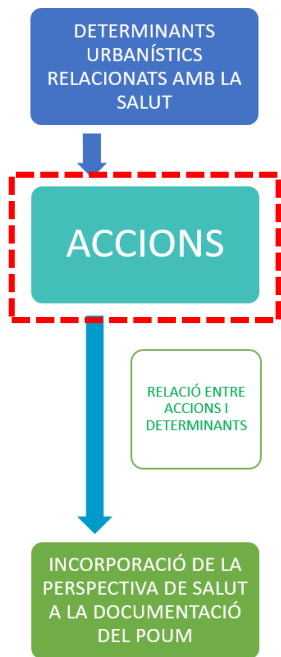 DETERMINANTS
URBANÍSTICS
RELACIONATS AMB LA
SALUT
ACCIONS
RELACIÓ ENTRE
ACCIONS I
DETERMINANTS
INCORPORACIÓ DE LA
PERSPECTIVA DE SALUT
A LA DOCUMENTACIÓ
DEL POUM